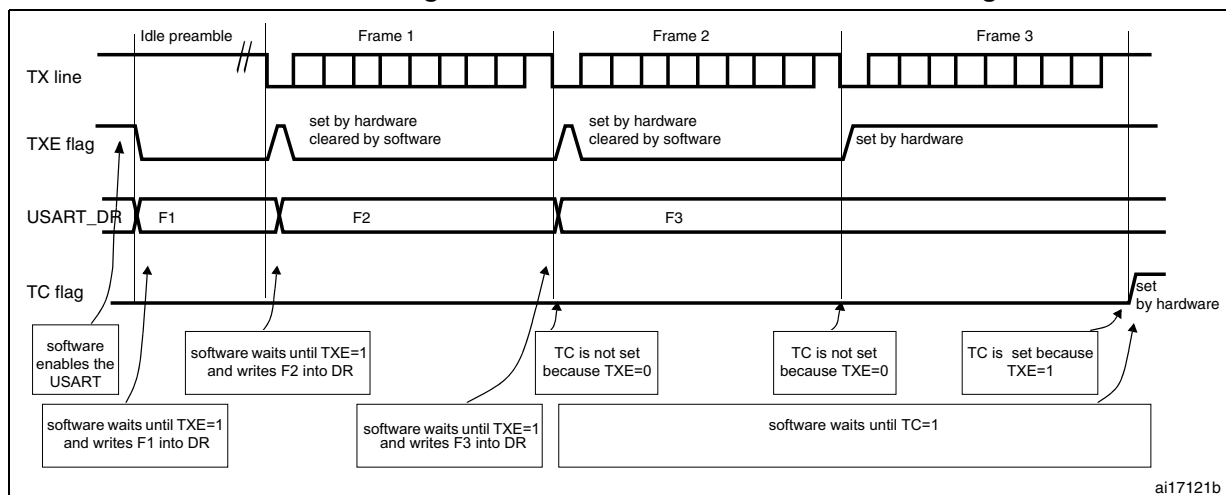 Idle preamble
Frame 1
Frame 2
Frame 3
TX line
TXE flag
set by hardware
cleared by software
set by hardware
cleared by software
set by hardware
USART_DR
F1
F2
F3
TC flag
set
by hardware
software
enables the
USART
software waits until TXE=1
and writes F2 into DR
TC is not set
because TXE=0
TC is not set
because TXE=0
TC is set because
TXE=1
software waits until TXE=1
and writes F1 into DR
software waits until TXE=1
and writes F3 into DR
software waits until TC=1
ai17121b